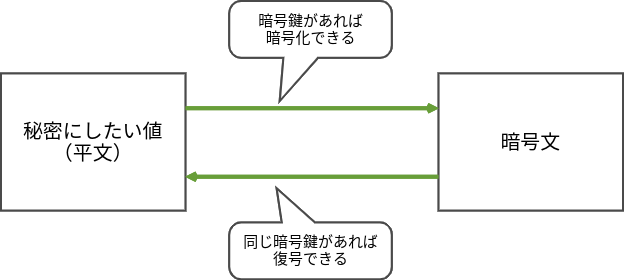 暗号鍵があれば
暗号化できる
秘密にしたい値
（平文）
暗号文
同じ暗号鍵があれば
復号できる